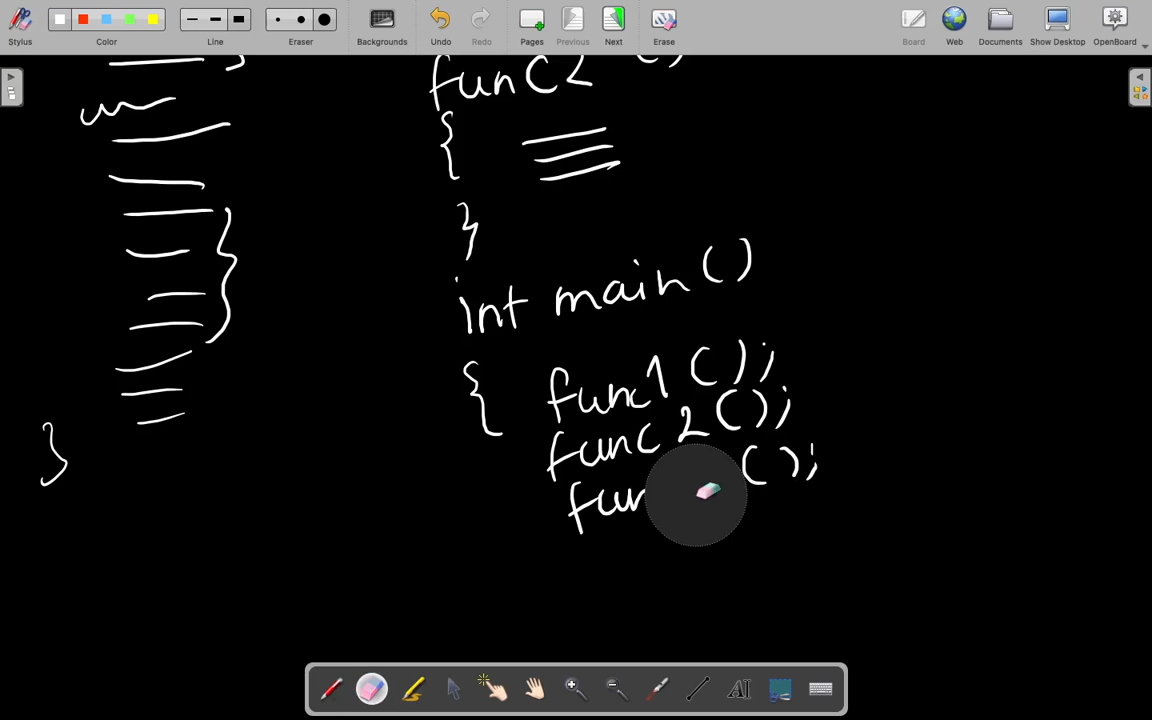 Stylus
Color
Line
Eraser
Backgrounds
Undo
Redo
Pages
Previous
Next
Erase
Board
Web
Documents
Show Desktop
OpenBoard
func2 ()
{
}
int main()
{ func1();
func2();
fun ();
}